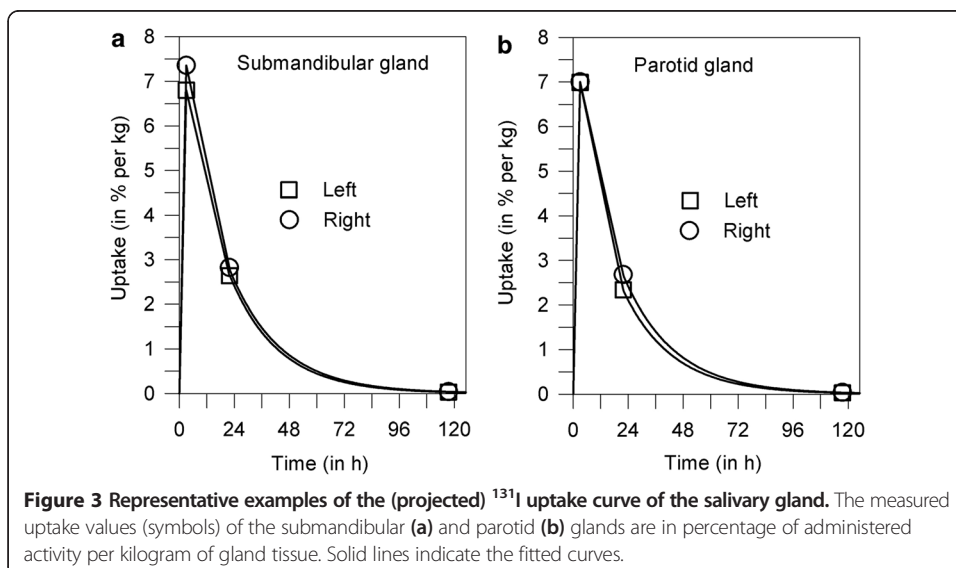 a
8
7
6
5
4
3
2
1
0
Uptake (in % per kg)
Submandibular gland
Left
Right
0 24 48 72 96 120
Time (in h)
b
8
7
6
5
4
3
2
1
0
Uptake (in % per kg)
Parotid gland
Left
Right
0 24 48 72 96 120
Time (in h)
Figure 3 Representative examples of the (projected) ¹³¹I uptake curve of the salivary gland. The measured
uptake values (symbols) of the submandibular (a) and parotid (b) glands are in percentage of administered
activity per kilogram of gland tissue. Solid lines indicate the fitted curves.